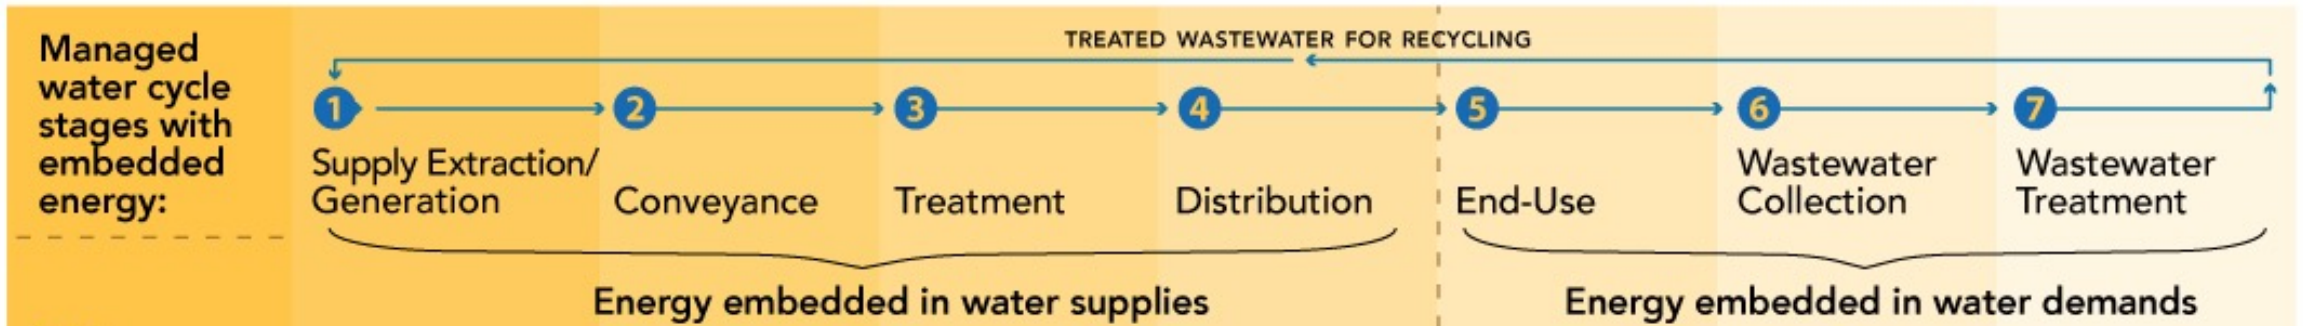 Managed
water cycle
stages with
embedded
energy:
TREATED WASTEWATER FOR RECYCLING
1
2
3
4
5
6
7
Supply Extraction/
Generation
Conveyance
Treatment
Distribution
End-Use
Wastewater
Collection
Wastewater
Treatment
Energy embedded in water supplies
Energy embedded in water demands